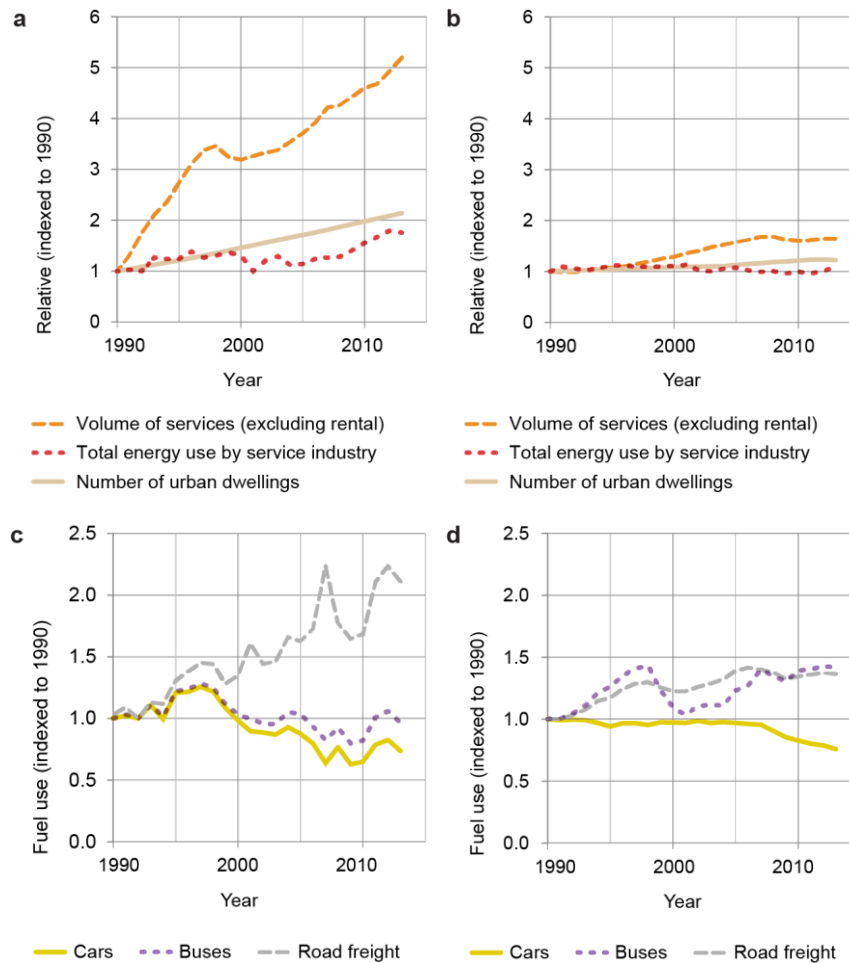 a
b
Relative (indexed to 1990)
6
5
4
3
2
1
0
1990 2000 2010
Year
Relative (indexed to 1990)
6
5
4
3
2
1
0
1990 2000 2010
Year
Volume of services (excluding rental)
Total energy use by service industry
Number of urban dwellings
Volume of services (excluding rental)
Total energy use by service industry
Number of urban dwellings
c
d
Fuel use (indexed to 1990)
2.5
2.0
1.5
1.0
0.5
0.0
1990 2000 2010
Year
Fuel use (indexed to 1990)
2.5
2.0
1.5
1.0
0.5
0.0
1990 2000 2010
Year
Cars Buses Road freight
Cars Buses Road freight